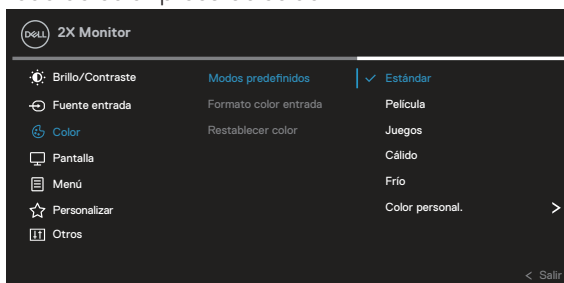 DELL 2X Monitor
Brillo/Contraste Modos predefinidos Estándar
Fuente entrada Formato color entrada Película
Color Restablecer color Juegos
Pantalla Cálido
Menú Frío
Personalizar Color personal. >
Otros
< Salir